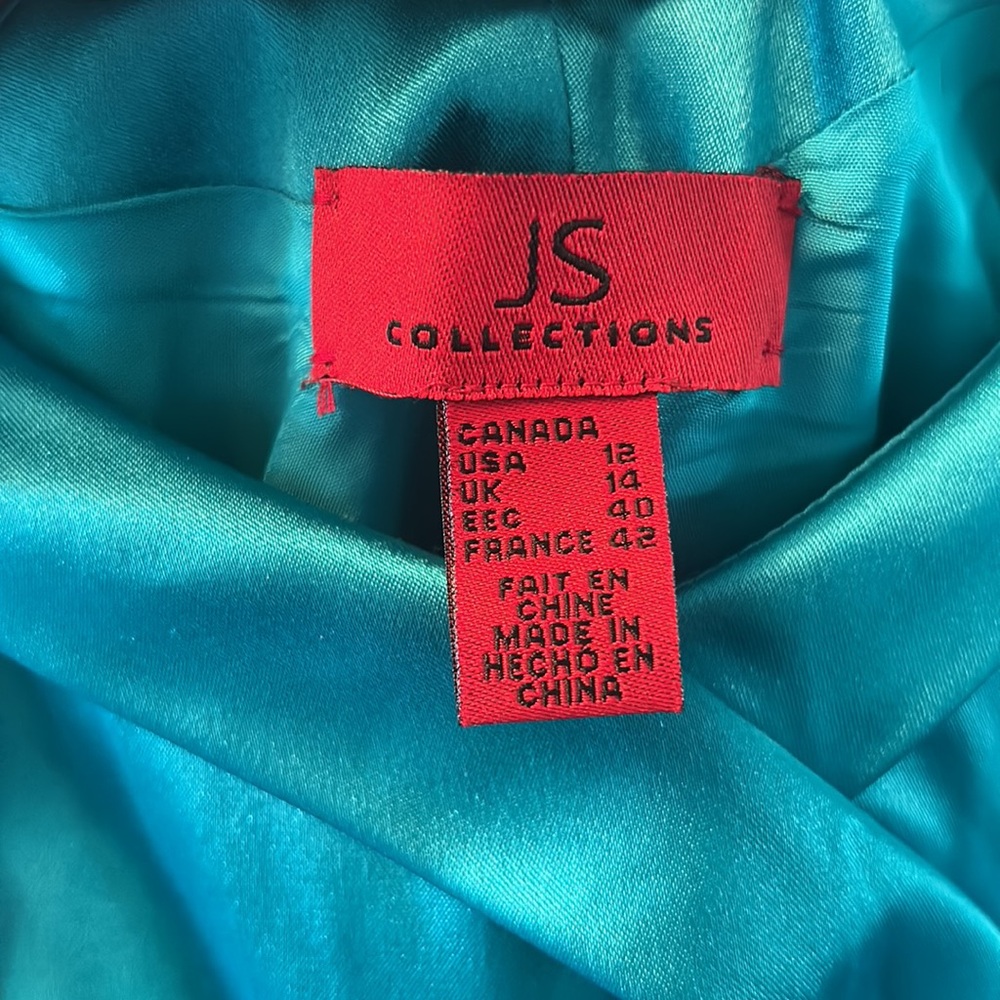 JS
COLLECTIONS
CANADA
USA 12
UK 14
EEC 40
FRANCE 42
FAIT EN
CHINE
MADE IN
HECHO EN
CHINA